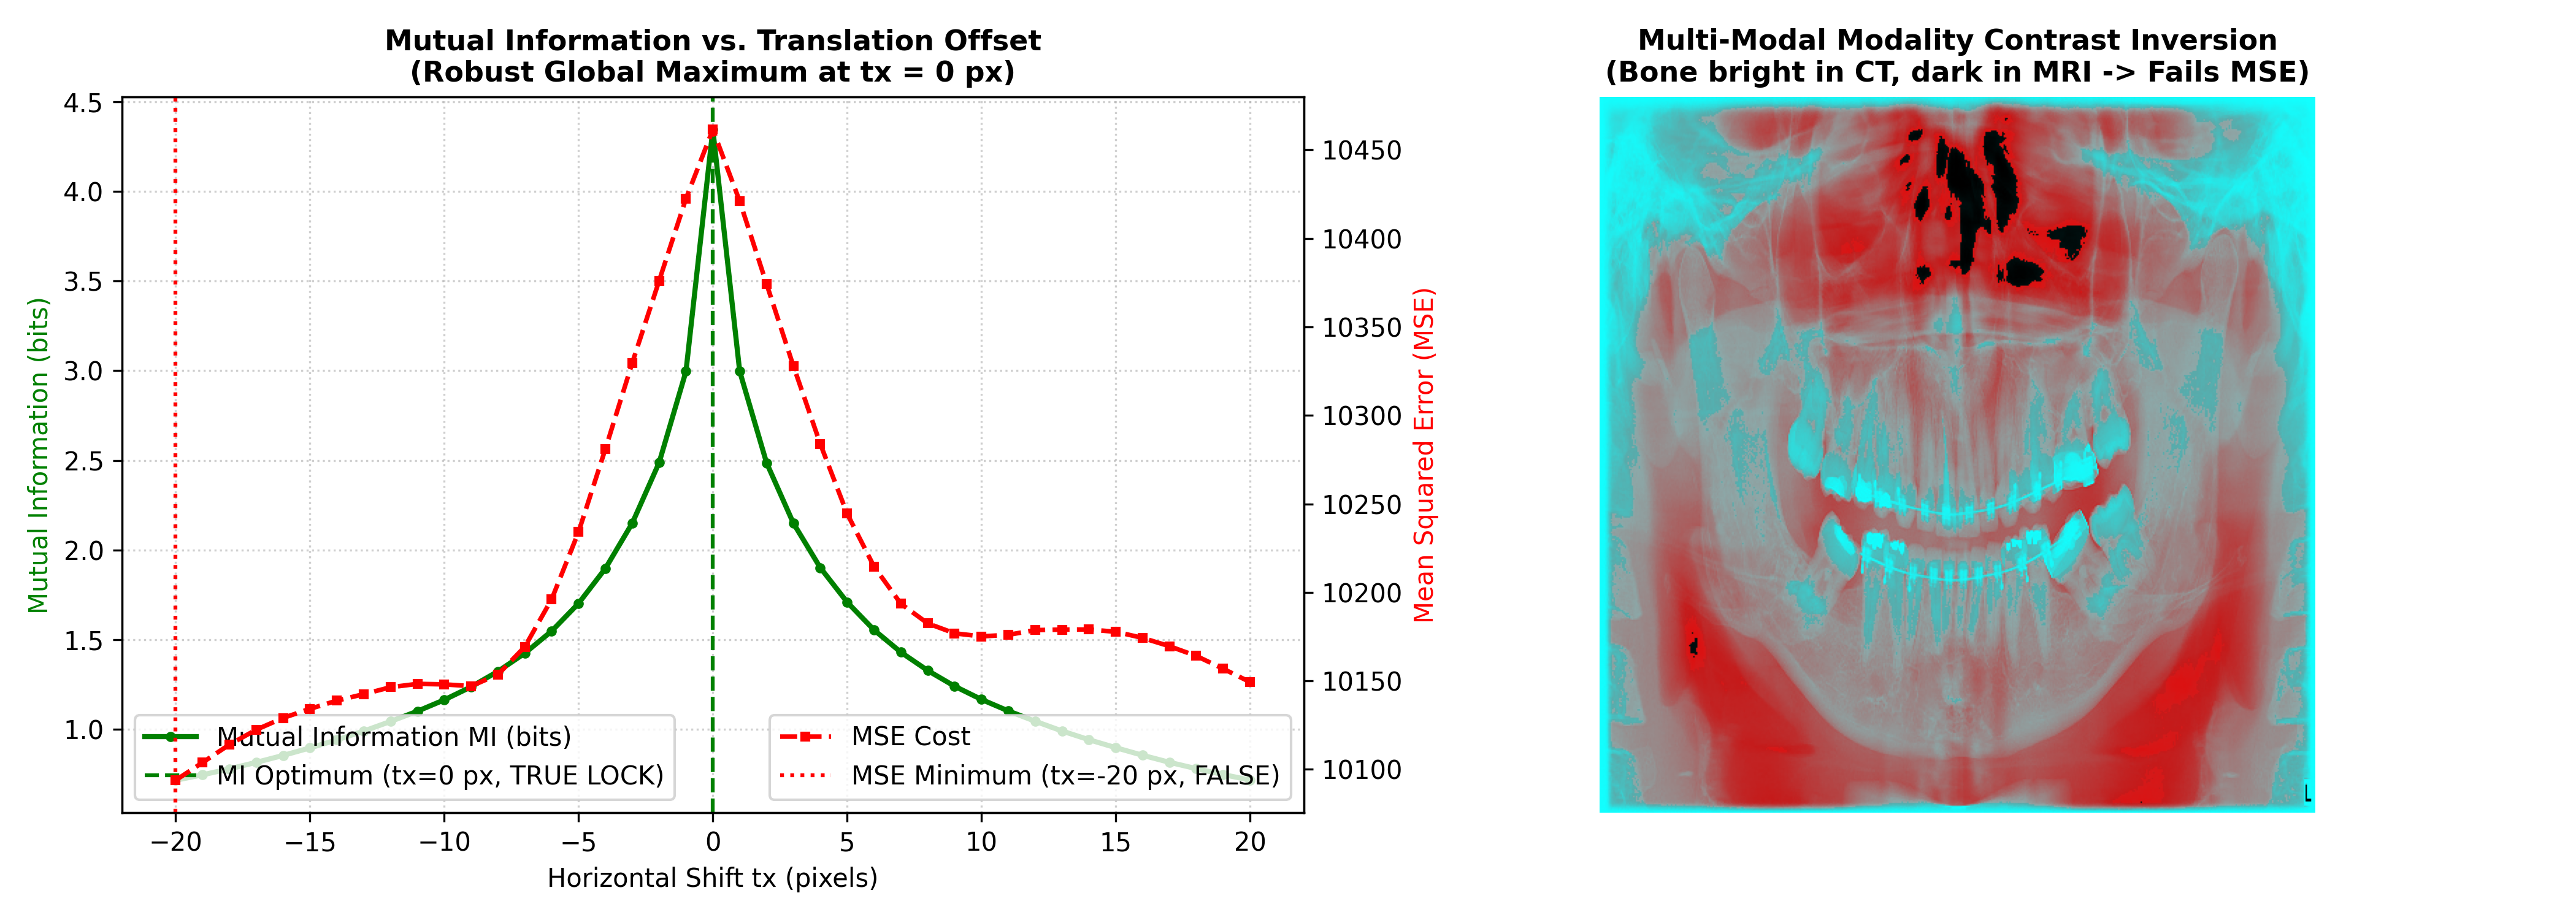 Mutual Information vs. Translation Offset
(Robust Global Maximum at tx = 0 px)
4.5
4.0
3.5
3.0
2.5
2.0
1.5
1.0
Mutual Information (bits)
10450
10400
10350
10300
10250
10200
10150
10100
Mean Squared Error (MSE)
Mutual Information MI (bits)
MI Optimum (tx=0 px, TRUE LOCK)
MSE Cost
MSE Minimum (tx=-20 px, FALSE)
−20 −15 −10 −5 0 5 10 15 20
Horizontal Shift tx (pixels)
Multi-Modal Modality Contrast Inversion
(Bone bright in CT, dark in MRI -> Fails MSE)
L